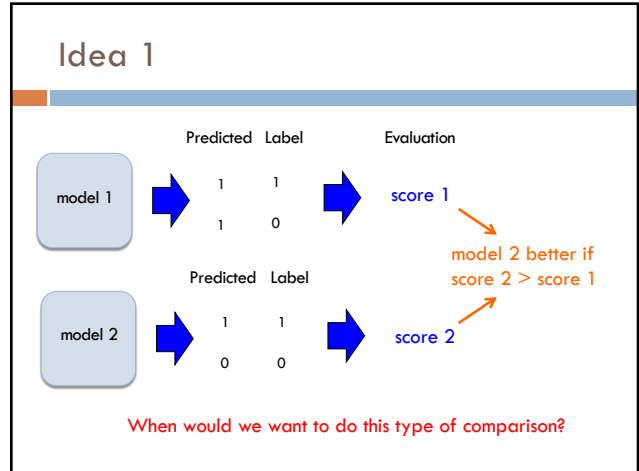 Idea 1
Predicted Label Evaluation
model 1
1 1
1 0
score 1
model 2 better if
score 2 > score 1
Predicted Label
model 2
1 1
0 0
score 2
When would we want to do this type of comparison?